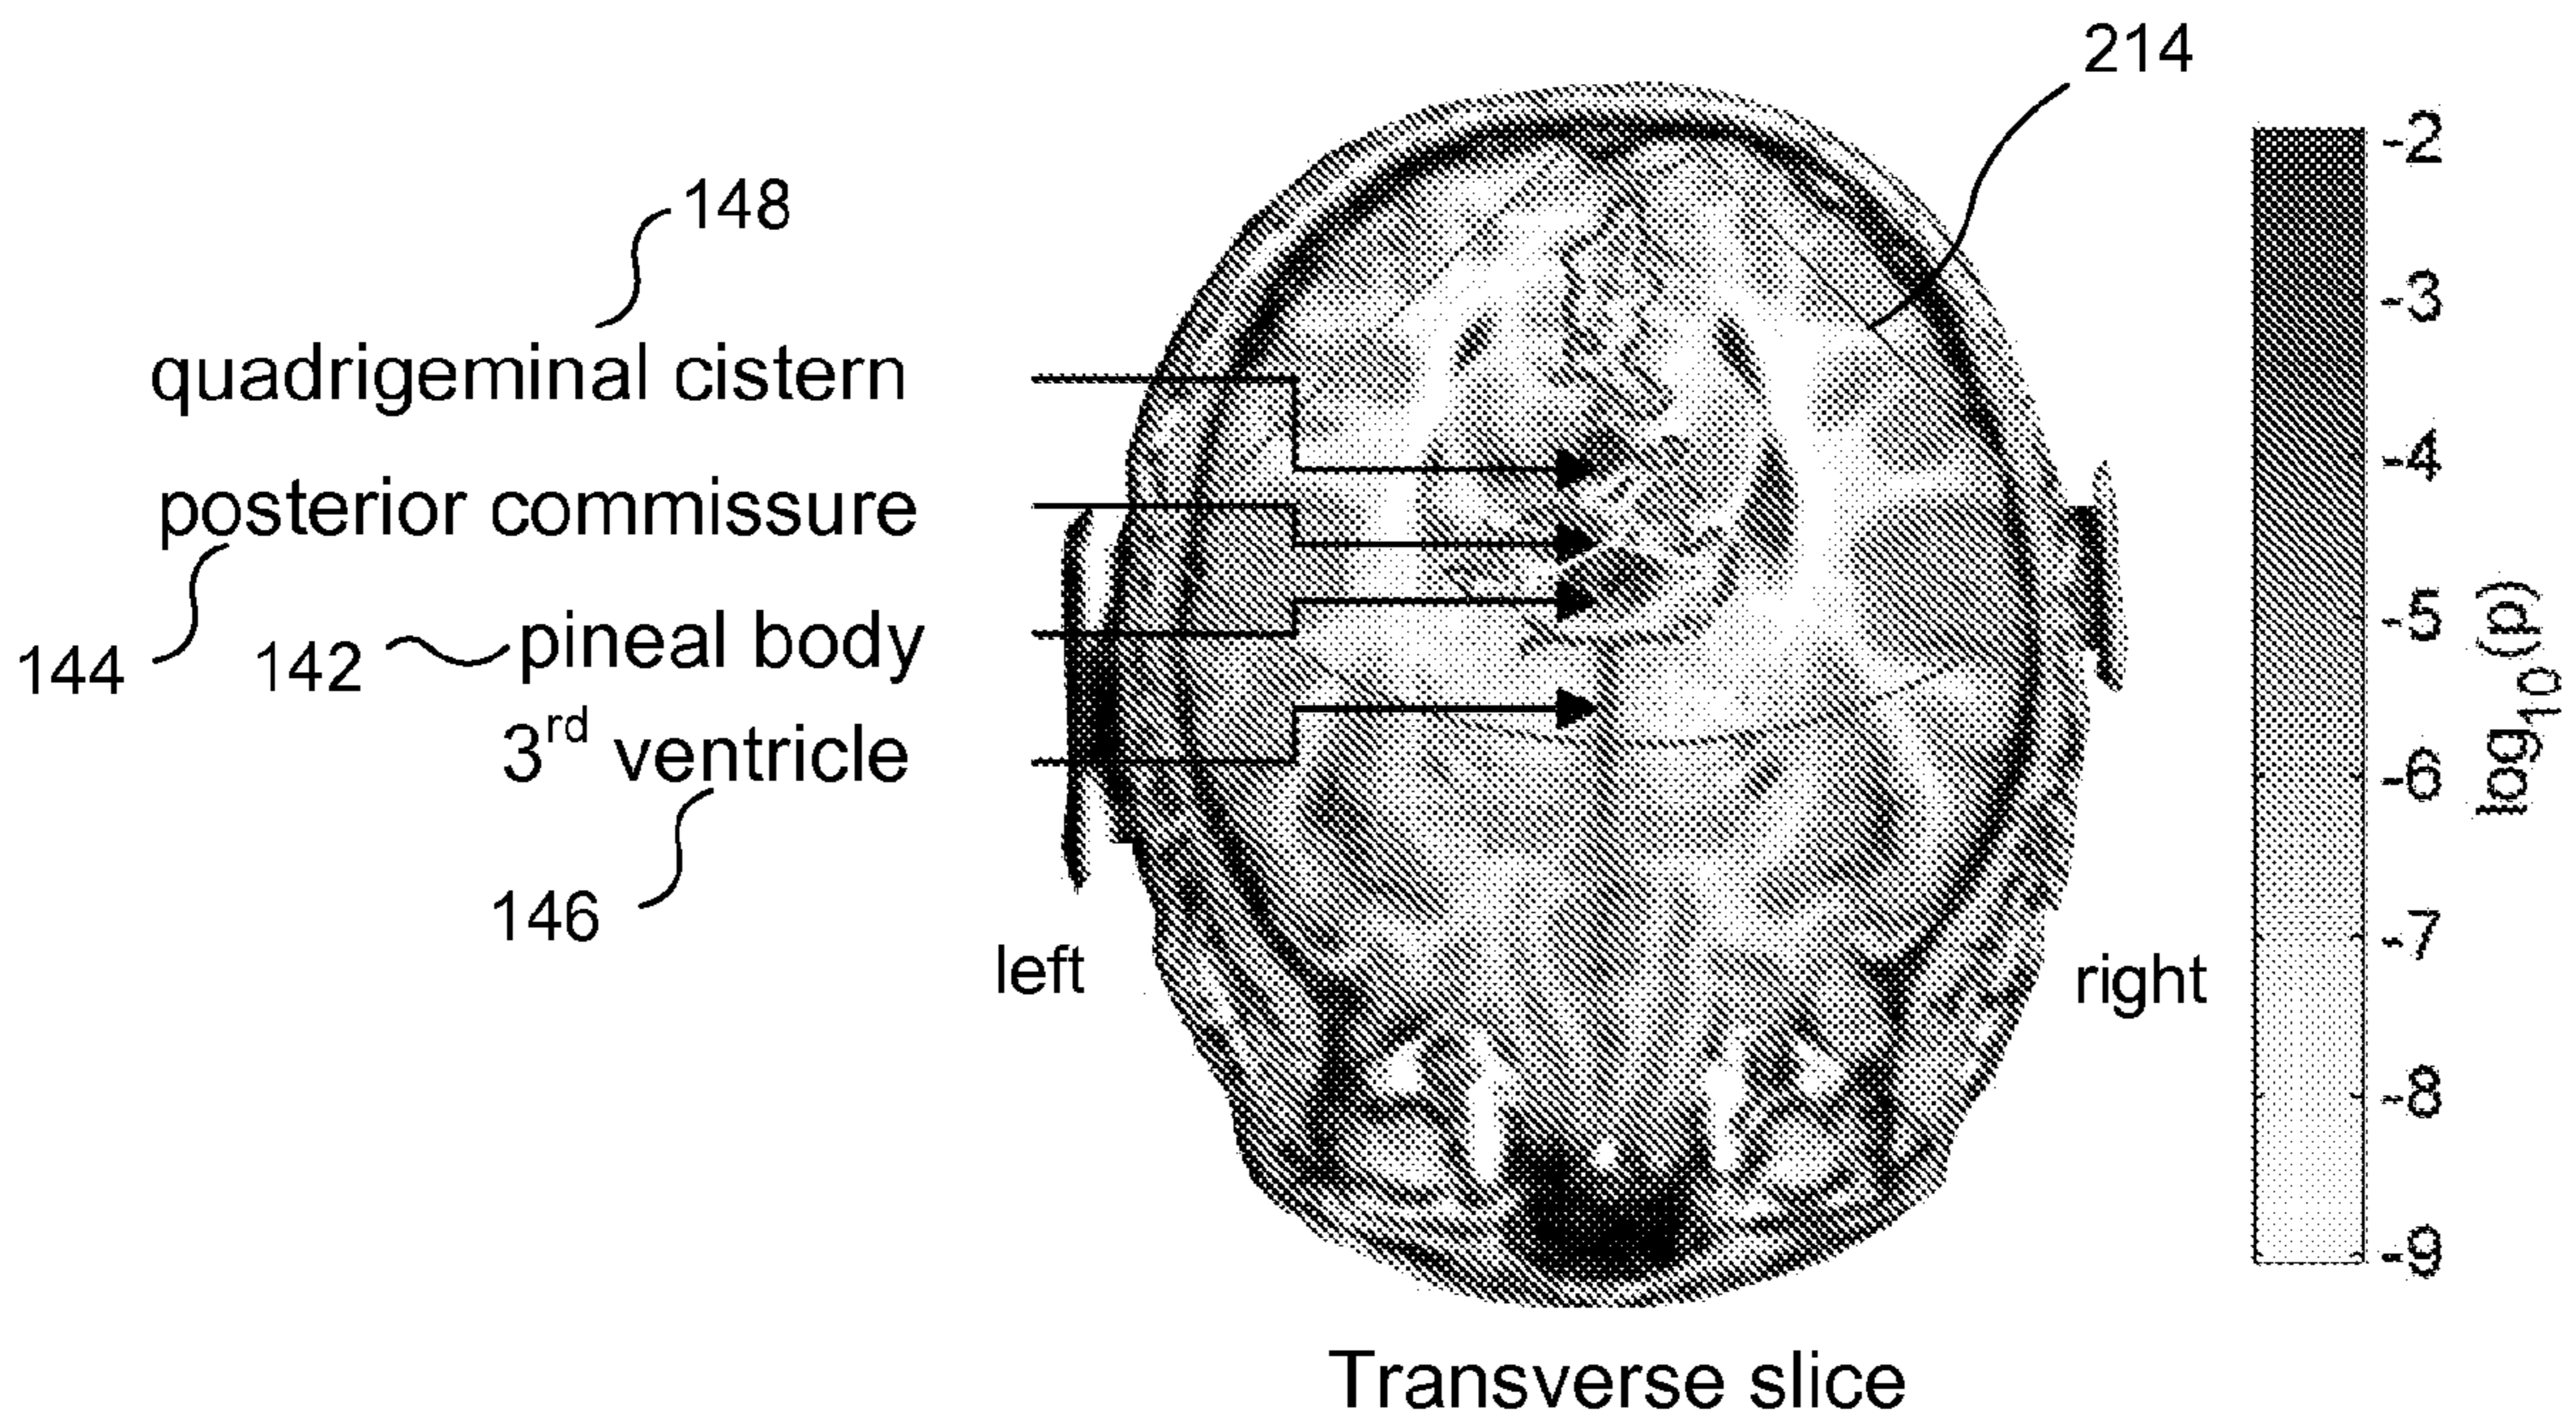 214
148
quadrigeminal cistern
posterior commissure
144
142
pineal body
3rd ventricle
146
left
right
-2
-3
-4
-5
-6
-7
-8
-9
log10(p)
Transverse slice